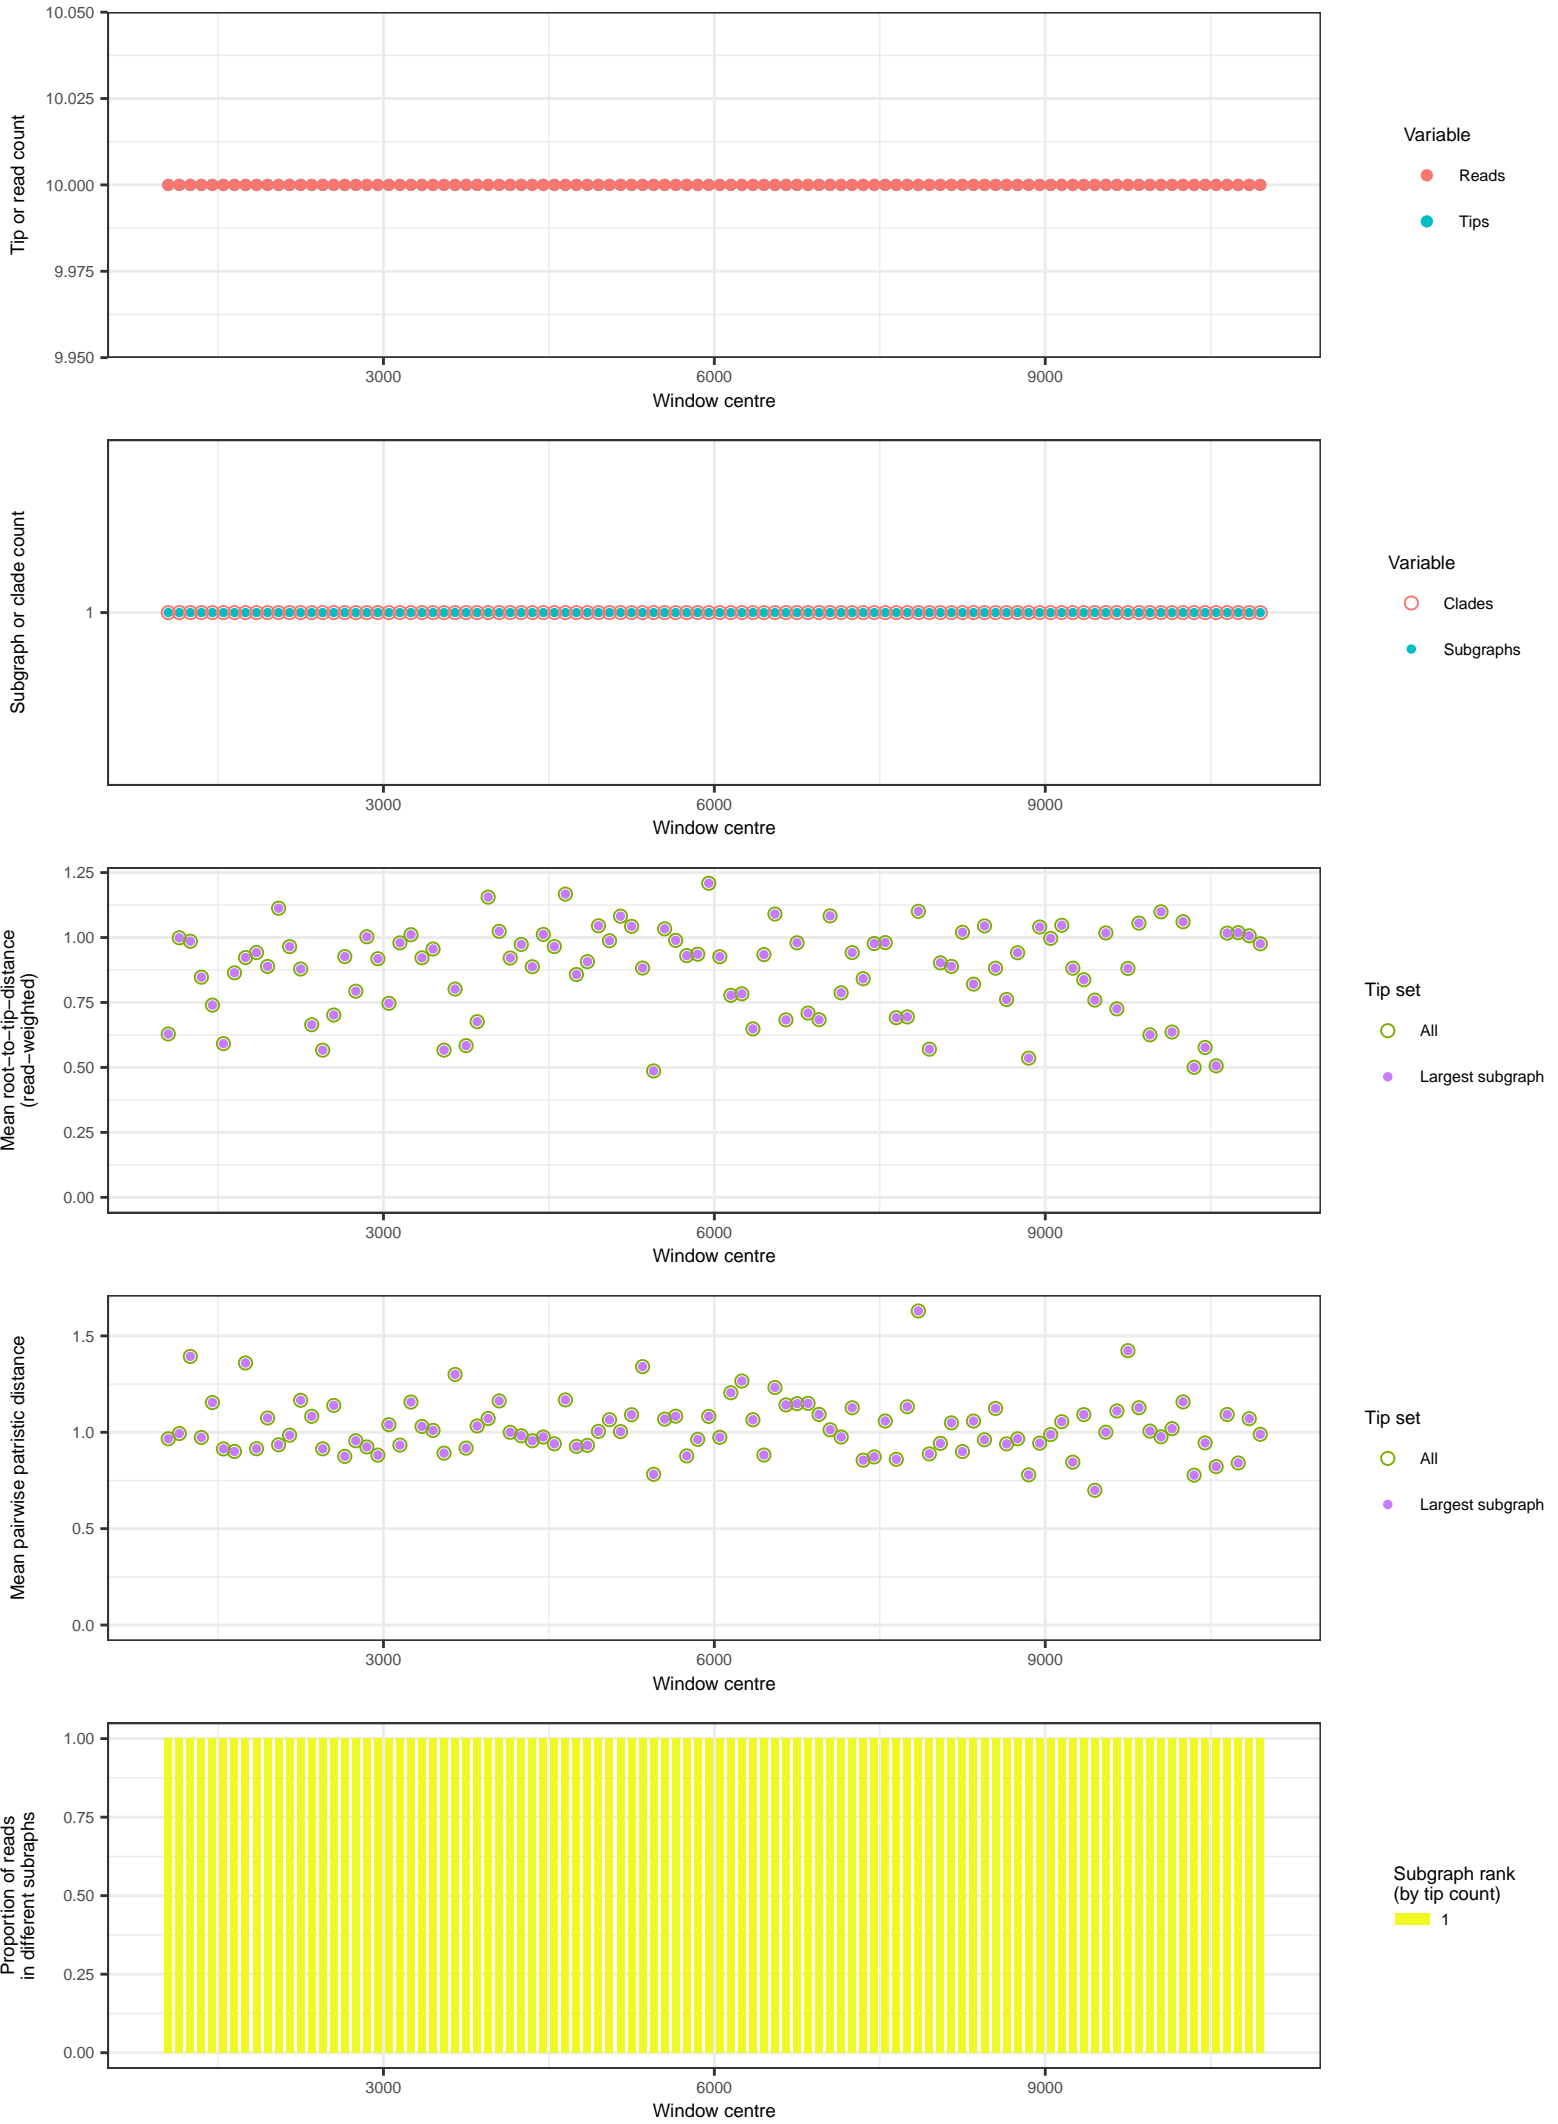 10.050
10.025
10.000
9.975
9.950
Tip or read count
3000
6000
9000
Window centre
Variable
Reads
Tips
Subgraph or clade count
1
3000
6000
9000
Window centre
Variable
Clades
Subgraphs
Mean root−to−tip−distance
(read−weighted)
1.25
1.00
0.75
0.50
0.25
0.00
3000
6000
9000
Window centre
Tip set
All
Largest subgraph
Mean pairwise patristic distance
1.5
1.0
0.5
0.0
3000
6000
9000
Window centre
Tip set
All
Largest subgraph
Proportion of reads
in different subraphs
1.00
0.75
0.50
0.25
0.00
3000
6000
9000
Window centre
Subgraph rank
(by tip count)
1